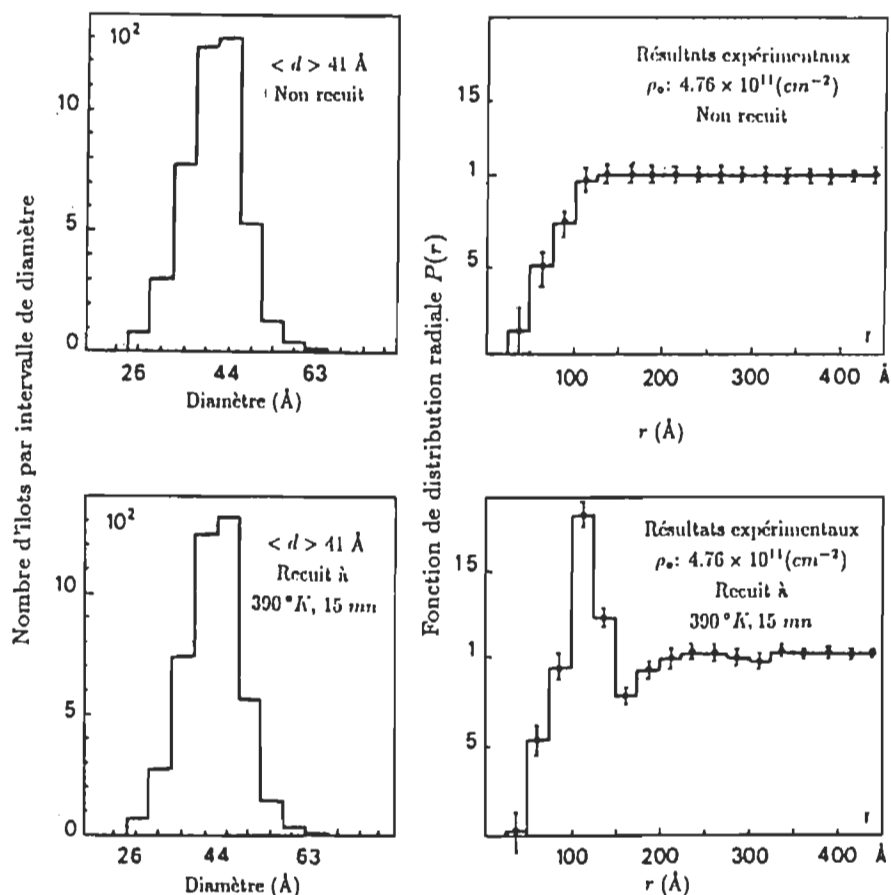 Nombre d'îlots par intervalle de diamètre
10²
10
5
0
< d > 41 Å
Non recuit
26 44 63
Diamètre (Å)
Fonction de distribution radiale P(r)
15
1
5
Résultats expérimentaux
ρₒ: 4.76 × 10¹¹(cm⁻²)
Non recuit
r
100 200 300 400 Å
r (Å)
10²
10
5
0
< d > 41 Å
Recuit à
390 °K, 15 mn
26 44 63
Diamètre (Å)
15
1
5
Résultats expérimentaux
ρₒ: 4.76 × 10¹¹(cm⁻²)
Recuit à
390 °K, 15 mn
r
100 200 300 400 Å
r (Å)